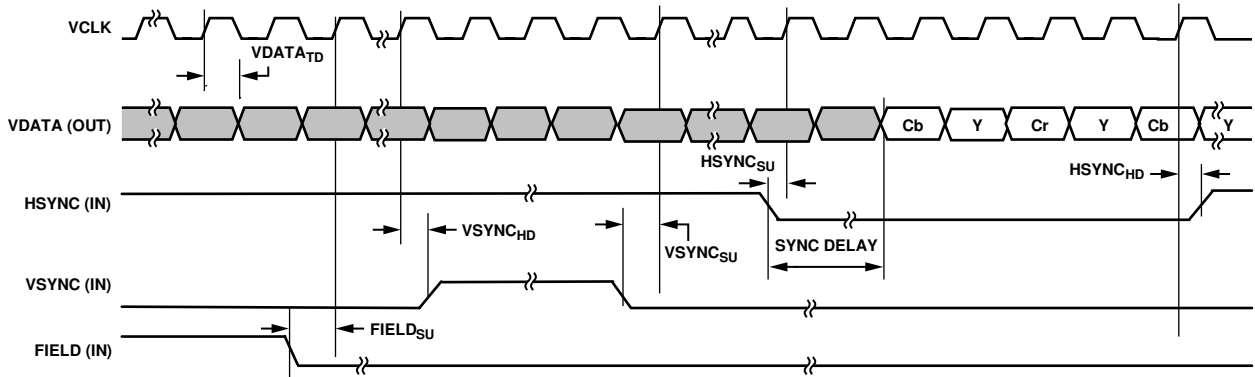 VCLK
VDATA_TD
VDATA (OUT)
Cb Y Cr Y Cb Y
HSYNC_SU
HSYNC_HD
HSYNC (IN)
VSYNC_HD
VSYNC_SU
SYNC DELAY
VSYNC (IN)
FIELD_SU
FIELD (IN)